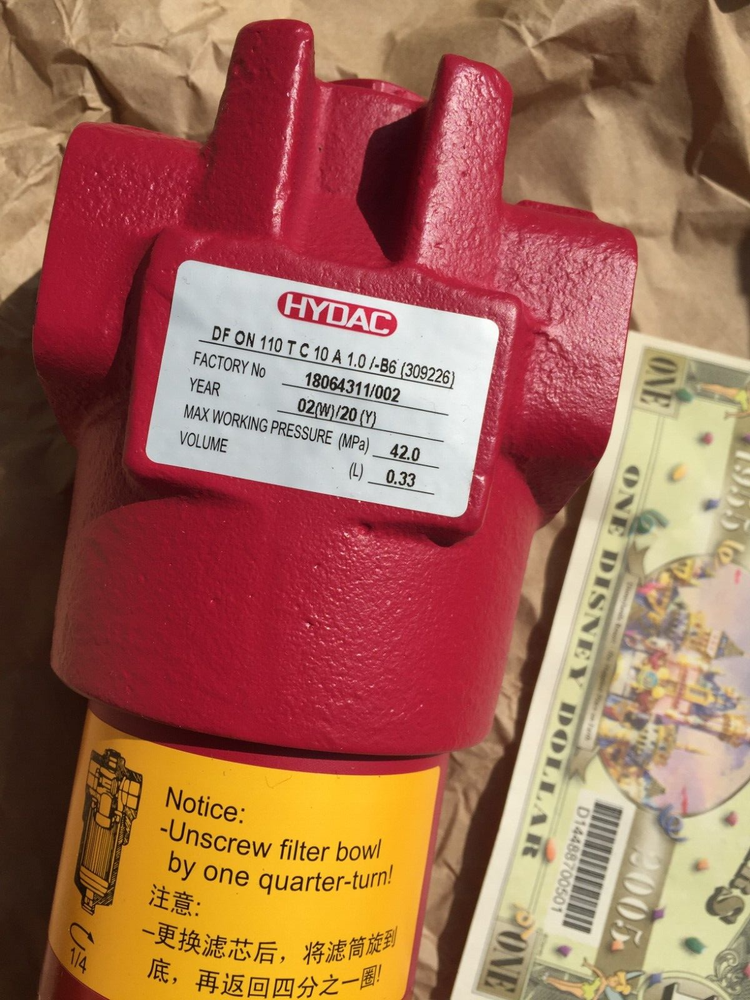 HYDAC
DF ON 110 T C 10 A 1.0 /-B6 (309226)
FACTORY No 18064311/002
YEAR 02(W)/20 (Y)
MAX WORKING PRESSURE (MPa) 42.0
VOLUME (L) 0.33
Notice:
-Unscrew filter bowl
by one quarter-turn!
注意:
-更换滤芯后，将滤筒旋到
底，再返回四分之一圈!
1/4
ONE
1955
ONE DISNEY DOLLAR
D14488700501
2005
ONE